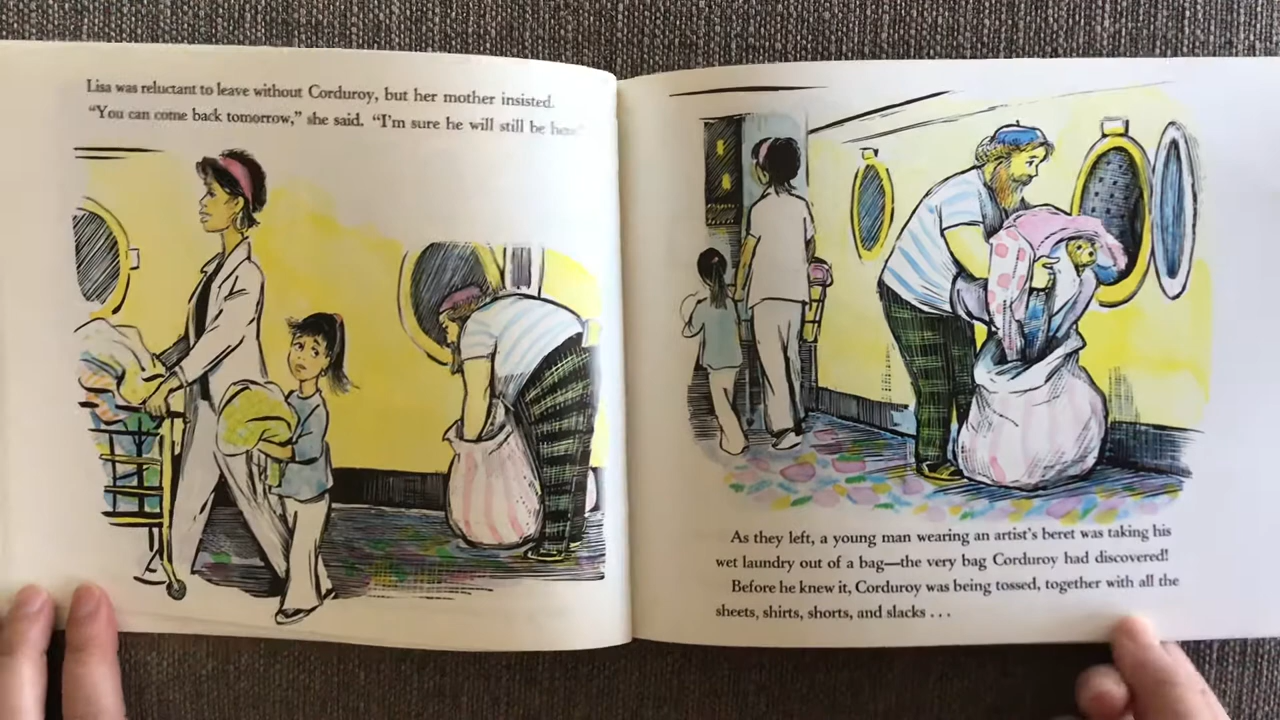 Lisa was reluctant to leave without Corduroy, but her mother insisted.
"You can come back tomorrow," she said. "I'm sure he will still be here."
As they left, a young man wearing an artist's beret was taking his
wet laundry out of a bag—the very bag Corduroy had discovered!
Before he knew it, Corduroy was being tossed, together with all the
sheets, shirts, shorts, and slacks . . .